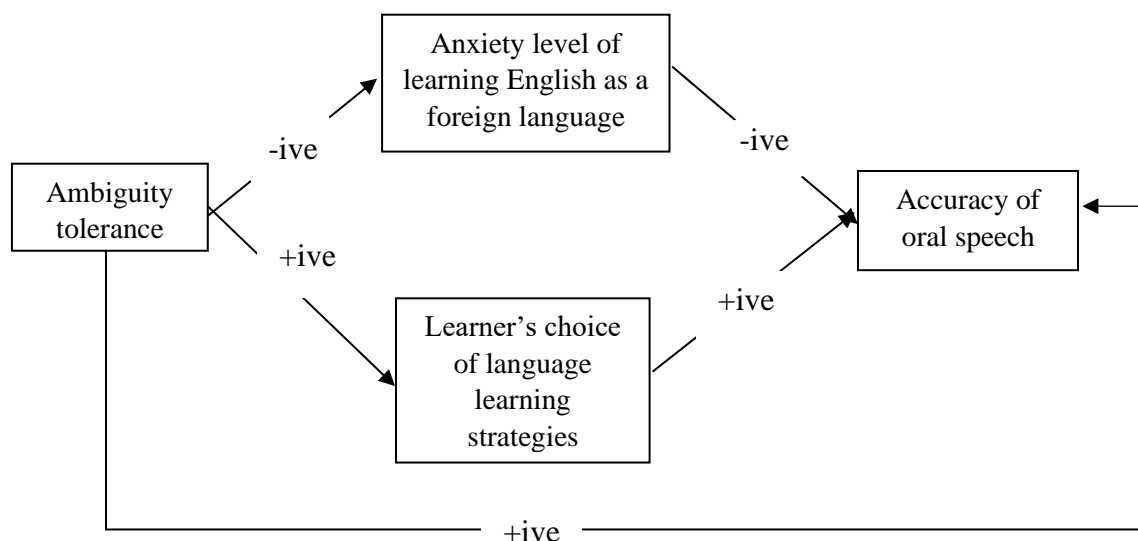 Anxiety level of
learning English as a
foreign language
-ive
-ive
Ambiguity
tolerance
Accuracy of
oral speech
+ive
+ive
Learner’s choice
of language
learning
strategies
+ive